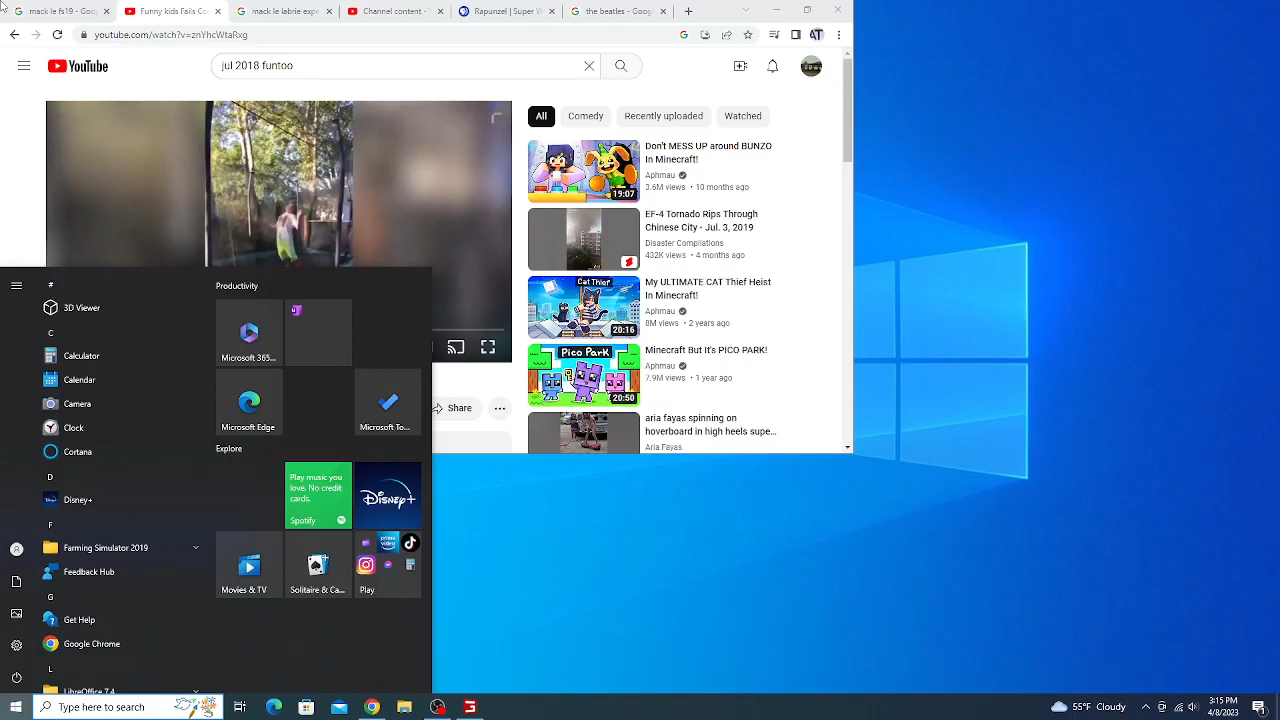 mack le fs19 - Goog
Funny kids Fails Co
mack le labrie expe
Channel content - Y
Rapunzel | Super W
the beatles - Googl
youtube.com/watch?v=znYhcWtaRxg
YouTube
jul 2018 funtoo
All
Comedy
Recently uploaded
Watched
Don't MESS UP around BUNZO
In Minecraft!
Aphmau
3.6M views • 10 months ago
19:07
EF-4 Tornado Rips Through
Chinese City - Jul. 3, 2019
Disaster Compilations
432K views • 4 months ago
CAT Thief
My ULTIMATE CAT Thief Heist
In Minecraft!
Aphmau
8M views • 2 years ago
20:16
Pico PARK
Minecraft But It's PICO PARK!
Aphmau
7.9M views • 1 year ago
20:50
aria fayas spinning on
hoverboard in high heels supe...
Aria Fayas
Share
3D Viewer
C
Calculator
Calendar
Camera
Clock
Cortana
D
Disney+
F
Farming Simulator 2019
Feedback Hub
G
Get Help
Google Chrome
L
LibreOffice 7.4
Productivity
Microsoft 365...
Microsoft Edge
Microsoft To...
Explore
Play music you
love. No credit
cards.
Spotify
Disney+
Movies & TV
Solitaire & Ca...
prime
video
Play
Type here to search
55°F Cloudy
3:15 PM
4/8/2023